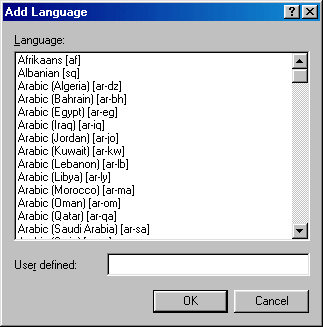 Add Language
Language:
Afrikaans [af]
Albanian [sq]
Arabic (Algeria) [ar-dz]
Arabic (Bahrain) [ar-bh]
Arabic (Egypt) [ar-eg]
Arabic (Iraq) [ar-iq]
Arabic (Jordan) [ar-jo]
Arabic (Kuwait) [ar-kw]
Arabic (Lebanon) [ar-lb]
Arabic (Libya) [ar-ly]
Arabic (Morocco) [ar-ma]
Arabic (Oman) [ar-om]
Arabic (Qatar) [ar-qa]
Arabic (Saudi Arabia) [ar-sa]
User defined:
OK Cancel